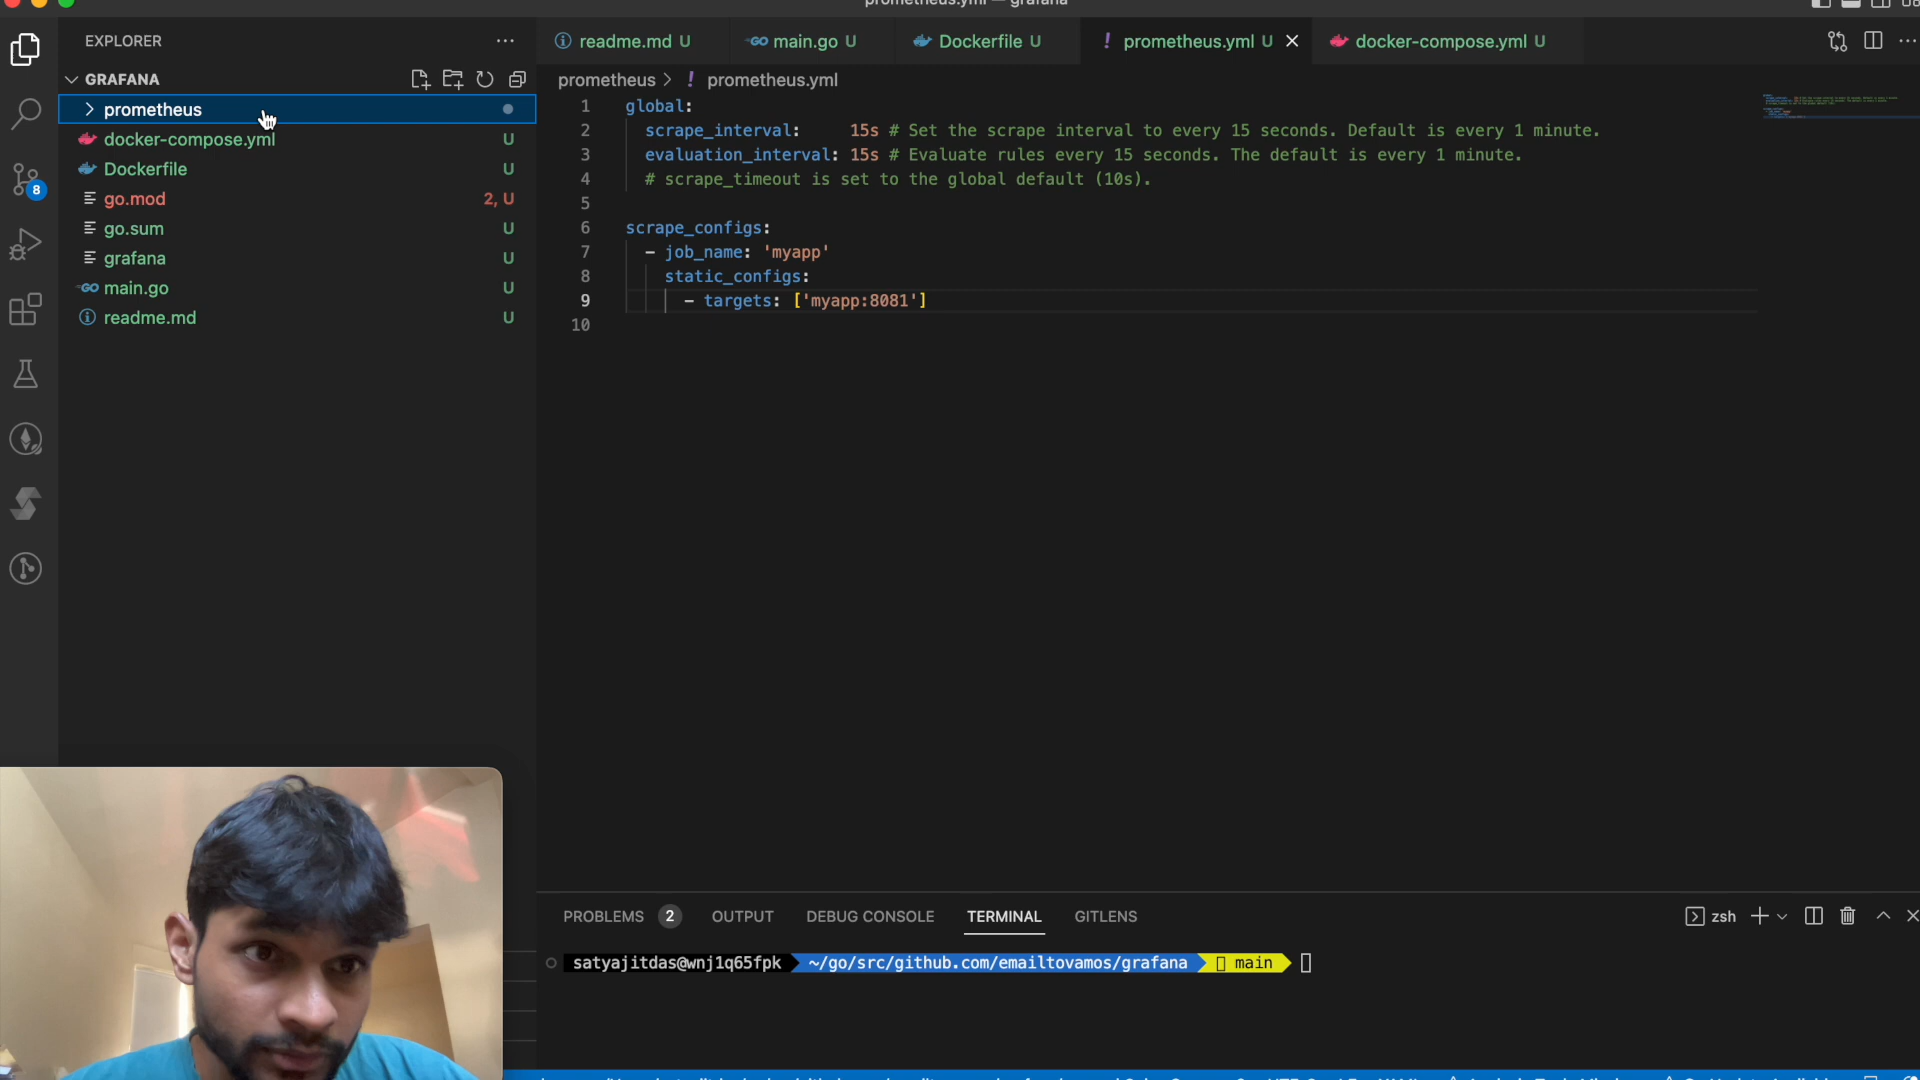 prometheus.yml — grafana
EXPLORER
GRAFANA
prometheus
docker-compose.yml U
Dockerfile U
go.mod 2, U
go.sum U
grafana U
main.go U
readme.md U
8
readme.md U
main.go U
Dockerfile U
prometheus.yml U
docker-compose.yml U
prometheus > ! prometheus.yml
1 global:
2 scrape_interval: 15s # Set the scrape interval to every 15 seconds. Default is every 1 minute.
3 evaluation_interval: 15s # Evaluate rules every 15 seconds. The default is every 1 minute.
4 # scrape_timeout is set to the global default (10s).
5
6 scrape_configs:
7 - job_name: 'myapp'
8 static_configs:
9 - targets: ['myapp:8081']
10
PROBLEMS 2 OUTPUT DEBUG CONSOLE TERMINAL GITLENS
zsh
satyajitdas@wnj1q65fpk ~/go/src/github.com/emailtovamos/grafana main